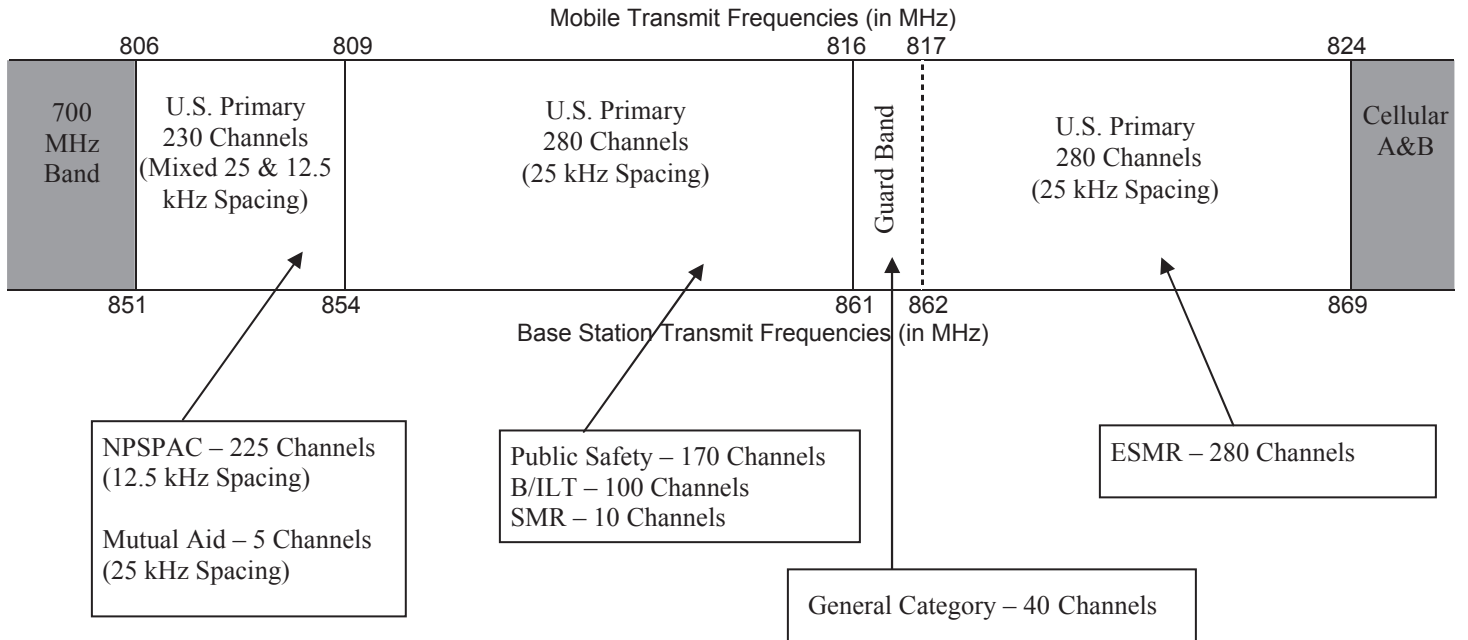 Mobile Transmit Frequencies (in MHz)
806 809 816 817 824
700
MHz
Band
U.S. Primary
230 Channels
(Mixed 25 & 12.5
kHz Spacing)
U.S. Primary
280 Channels
(25 kHz Spacing)
Guard Band
U.S. Primary
280 Channels
(25 kHz Spacing)
Cellular
A&B
851 854 861 862 869
Base Station Transmit Frequencies (in MHz)
NPSPAC – 225 Channels
(12.5 kHz Spacing)
Mutual Aid – 5 Channels
(25 kHz Spacing)
Public Safety – 170 Channels
B/ILT – 100 Channels
SMR – 10 Channels
General Category – 40 Channels
ESMR – 280 Channels